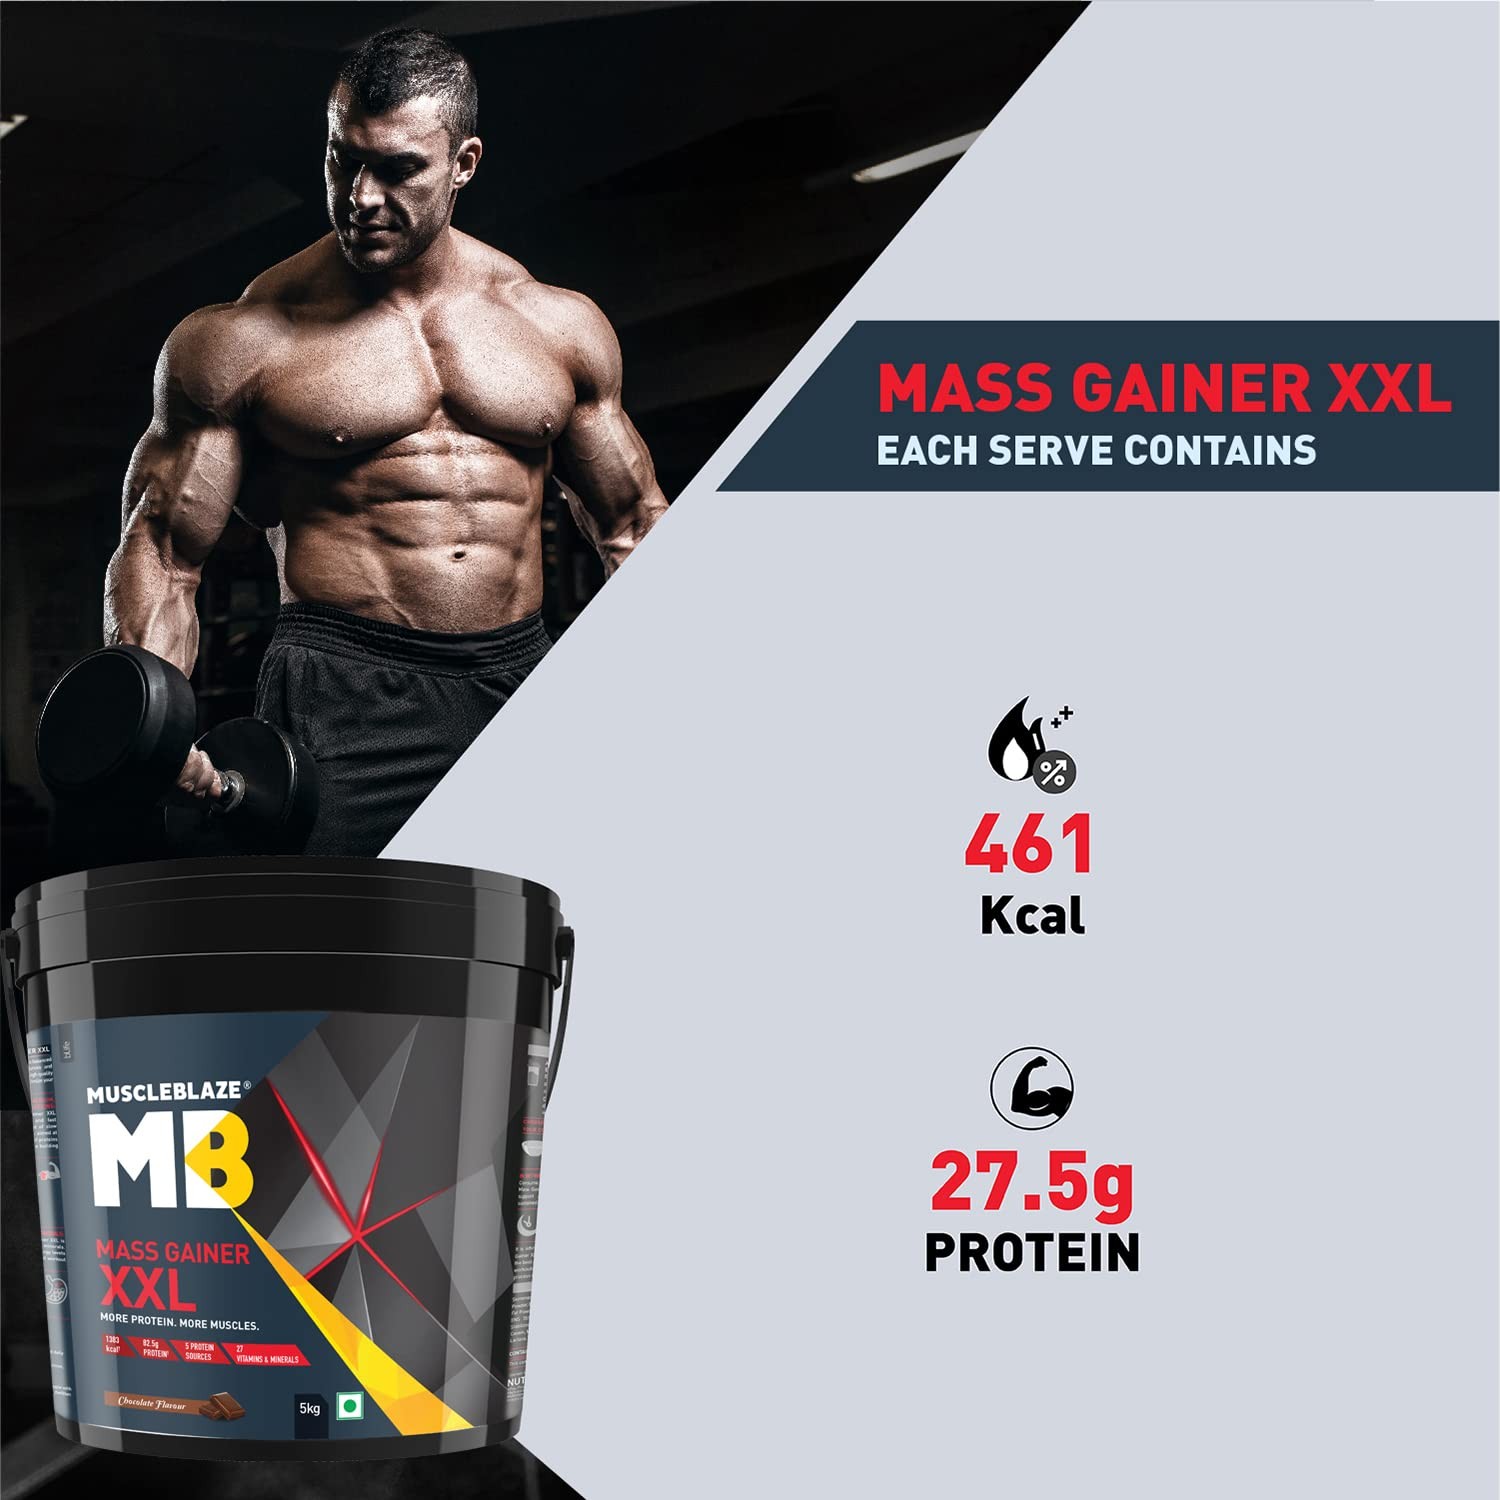 MASS GAINER XXL
EACH SERVE CONTAINS
461
Kcal
27.5g
PROTEIN
bLife
MUSCLEBLAZE®
MB
MASS GAINER
XXL
MORE PROTEIN. MORE MUSCLES.
1383 kcal 82.5g PROTEIN 5 PROTEIN SOURCES 27 VITAMINS & MINERALS
Chocolate Flavour
5kg